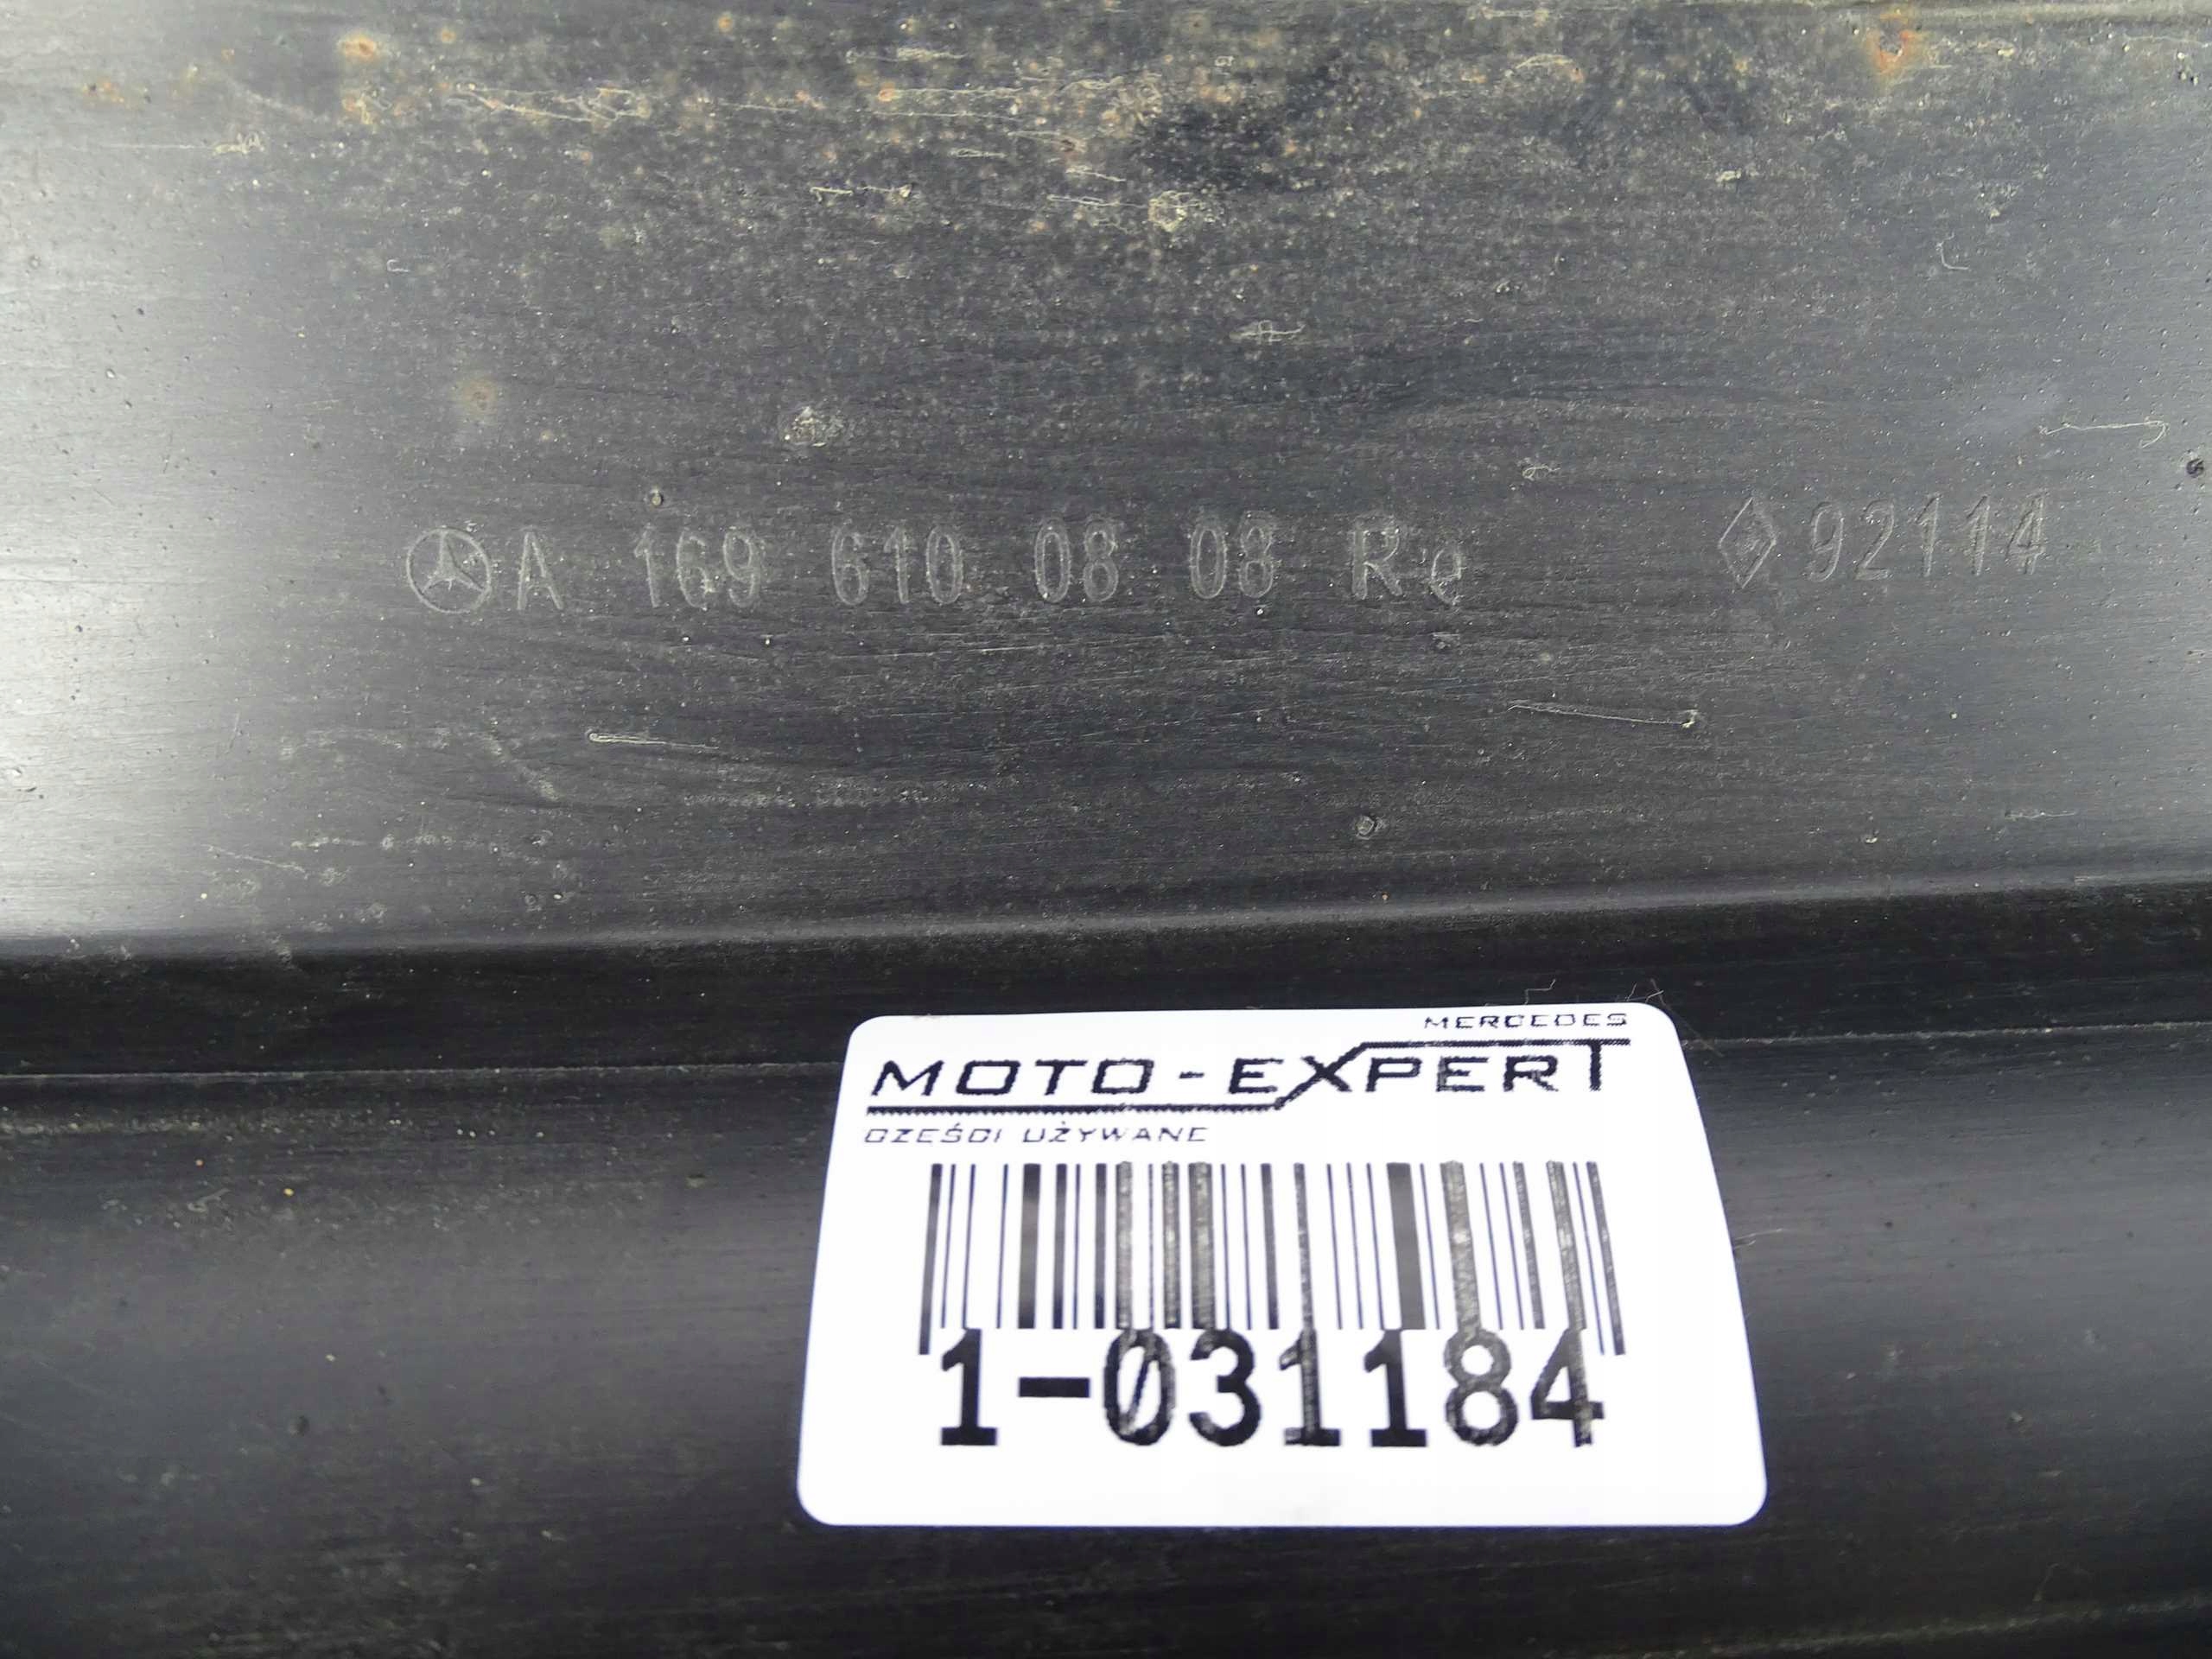 A 169 610 08 08 Re 92114
MERCEDES
MOTO-EXPERT
CZĘŚCI UŻYWANE
1-031184